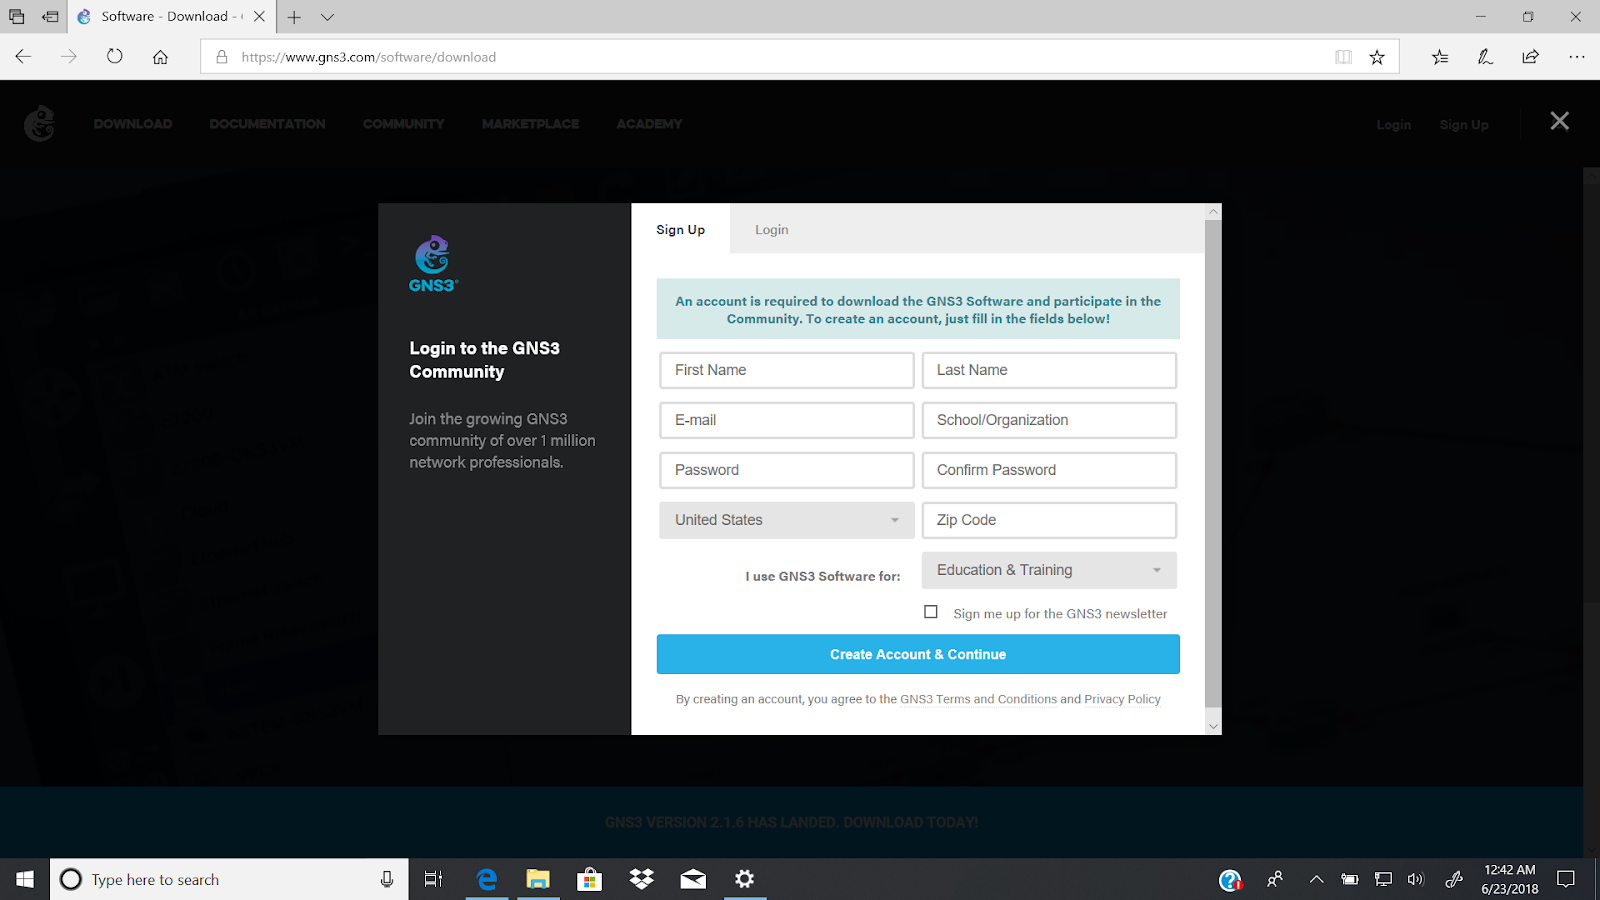 Software - Download -
https://www.gns3.com/software/download
DOWNLOAD
DOCUMENTATION
COMMUNITY
MARKETPLACE
ACADEMY
Login
Sign Up
GNS3
Login to the GNS3
Community
Join the growing GNS3
community of over 1 million
network professionals.
Sign Up
Login
An account is required to download the GNS3 Software and participate in the
Community. To create an account, just fill in the fields below!
First Name
Last Name
E-mail
School/Organization
Password
Confirm Password
United States
Zip Code
I use GNS3 Software for:
Education & Training
Sign me up for the GNS3 newsletter
Create Account & Continue
By creating an account, you agree to the GNS3 Terms and Conditions and Privacy Policy
GNS3 VERSION 2.1.6 HAS LANDED. DOWNLOAD TODAY!
Type here to search
12:42 AM
6/23/2018